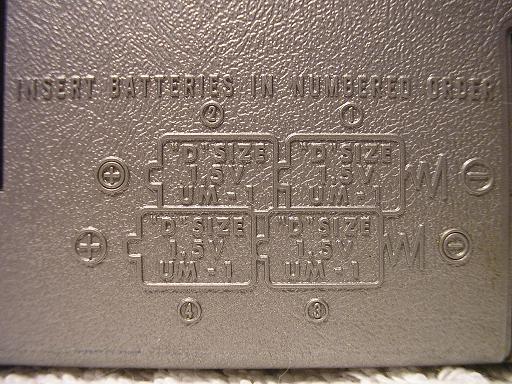 INSERT BATTERIES IN NUMBERED ORDER
2 1
"D" SIZE "D" SIZE
1.5V 1.5V
UM-1 UM-1
"D" SIZE "D" SIZE
1.5V 1.5V
UM-1 UM-1
4 3